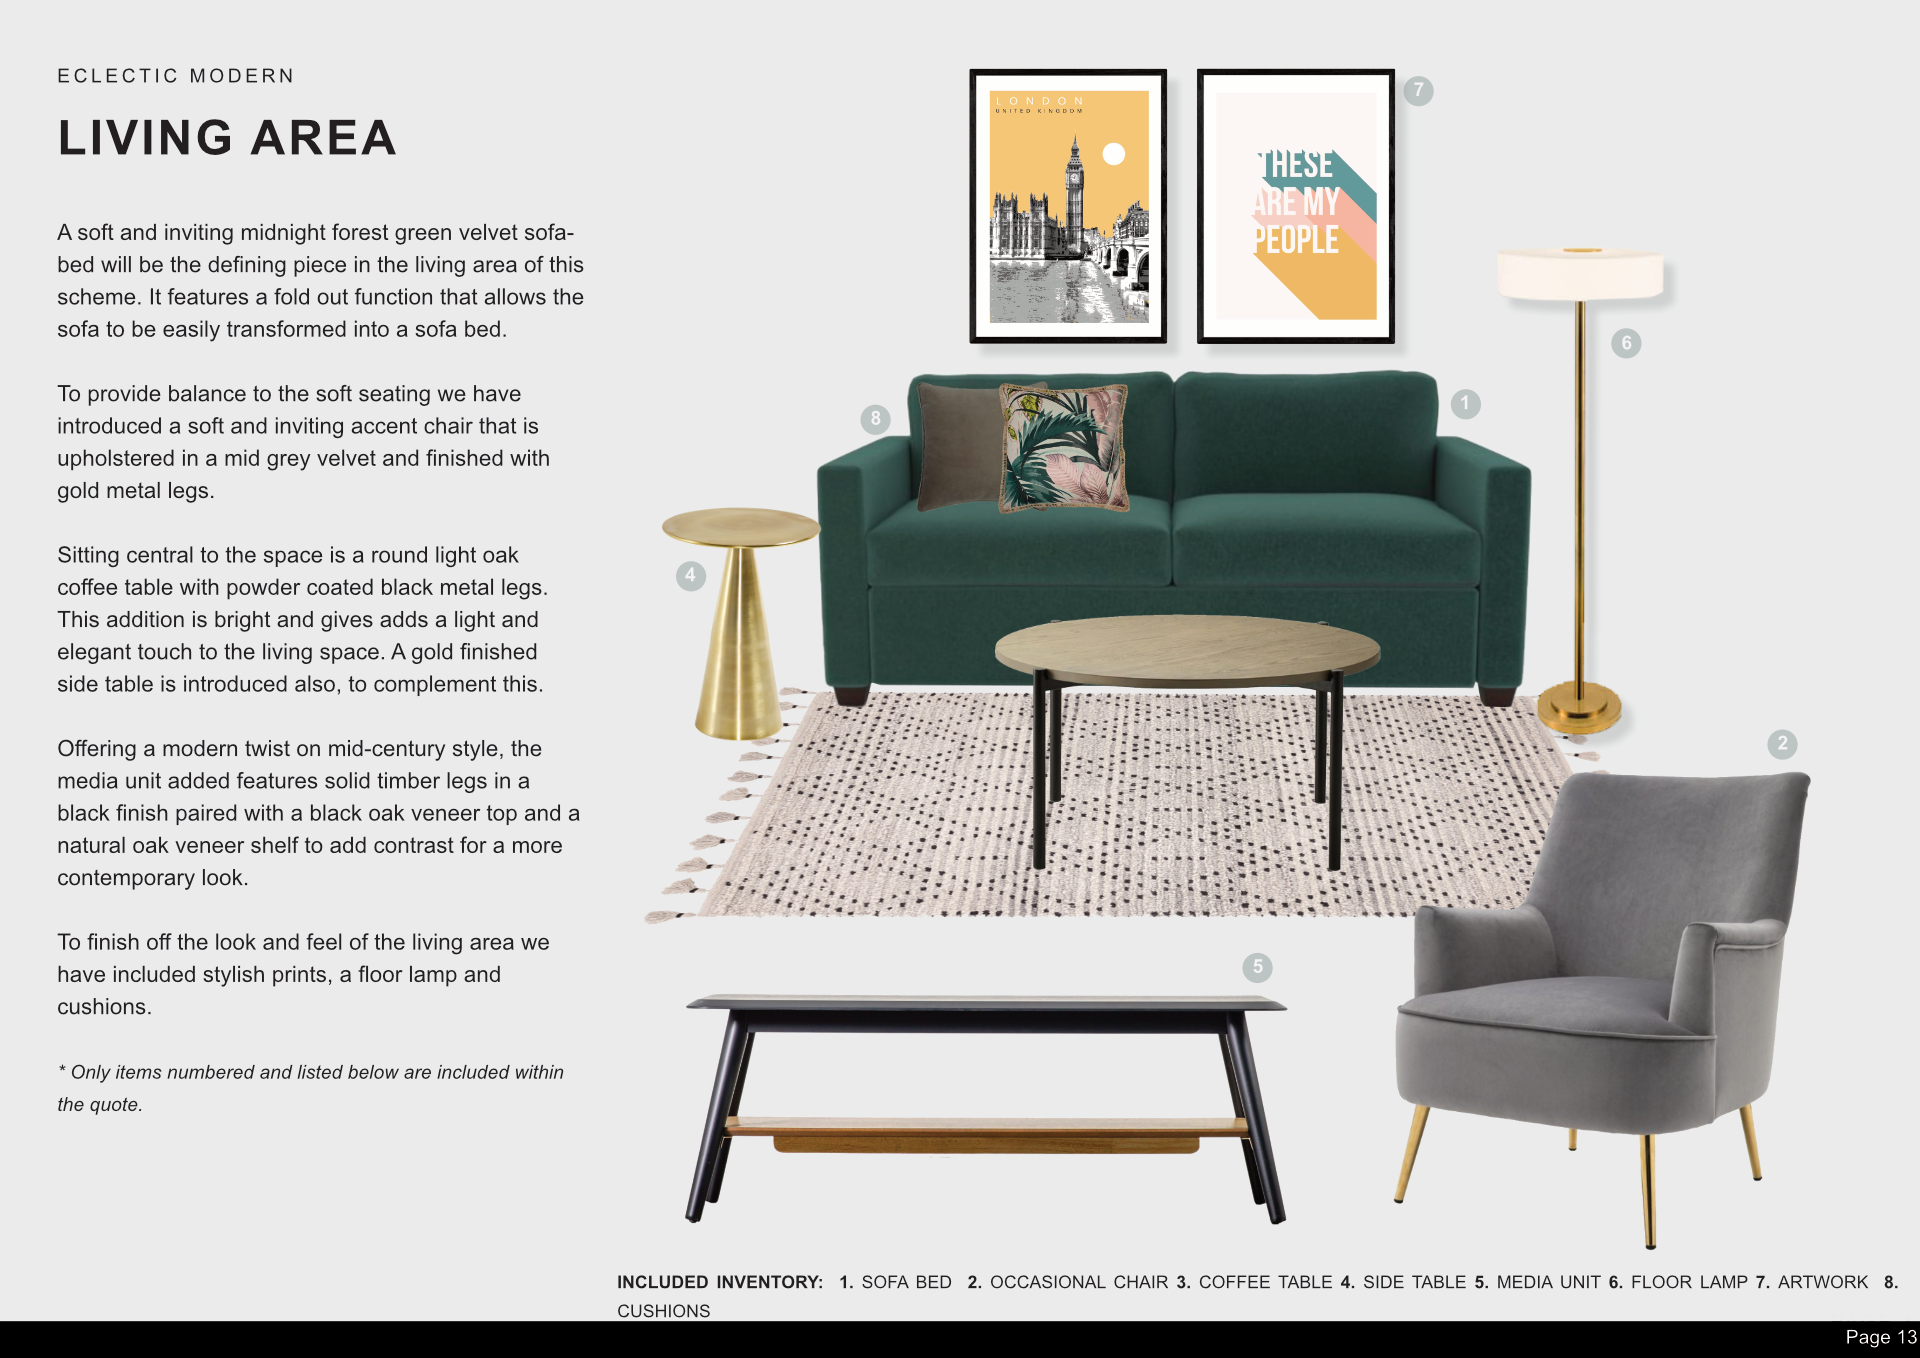 ECLECTIC MODERN
LIVING AREA
A soft and inviting midnight forest green velvet sofa-
bed will be the defining piece in the living area of this
scheme. It features a fold out function that allows the
sofa to be easily transformed into a sofa bed.
To provide balance to the soft seating we have
introduced a soft and inviting accent chair that is
upholstered in a mid grey velvet and finished with
gold metal legs.
Sitting central to the space is a round light oak
coffee table with powder coated black metal legs.
This addition is bright and gives adds a light and
elegant touch to the living space. A gold finished
side table is introduced also, to complement this.
Offering a modern twist on mid-century style, the
media unit added features solid timber legs in a
black finish paired with a black oak veneer top and a
natural oak veneer shelf to add contrast for a more
contemporary look.
To finish off the look and feel of the living area we
have included stylish prints, a floor lamp and
cushions.
* Only items numbered and listed below are included within
the quote.
LONDON
UNITED KINGDOM
THESE
ARE MY
PEOPLE
7
6
1
8
4
2
5
INCLUDED INVENTORY: 1. SOFA BED 2. OCCASIONAL CHAIR 3. COFFEE TABLE 4. SIDE TABLE 5. MEDIA UNIT 6. FLOOR LAMP 7. ARTWORK 8.
CUSHIONS
Page 13